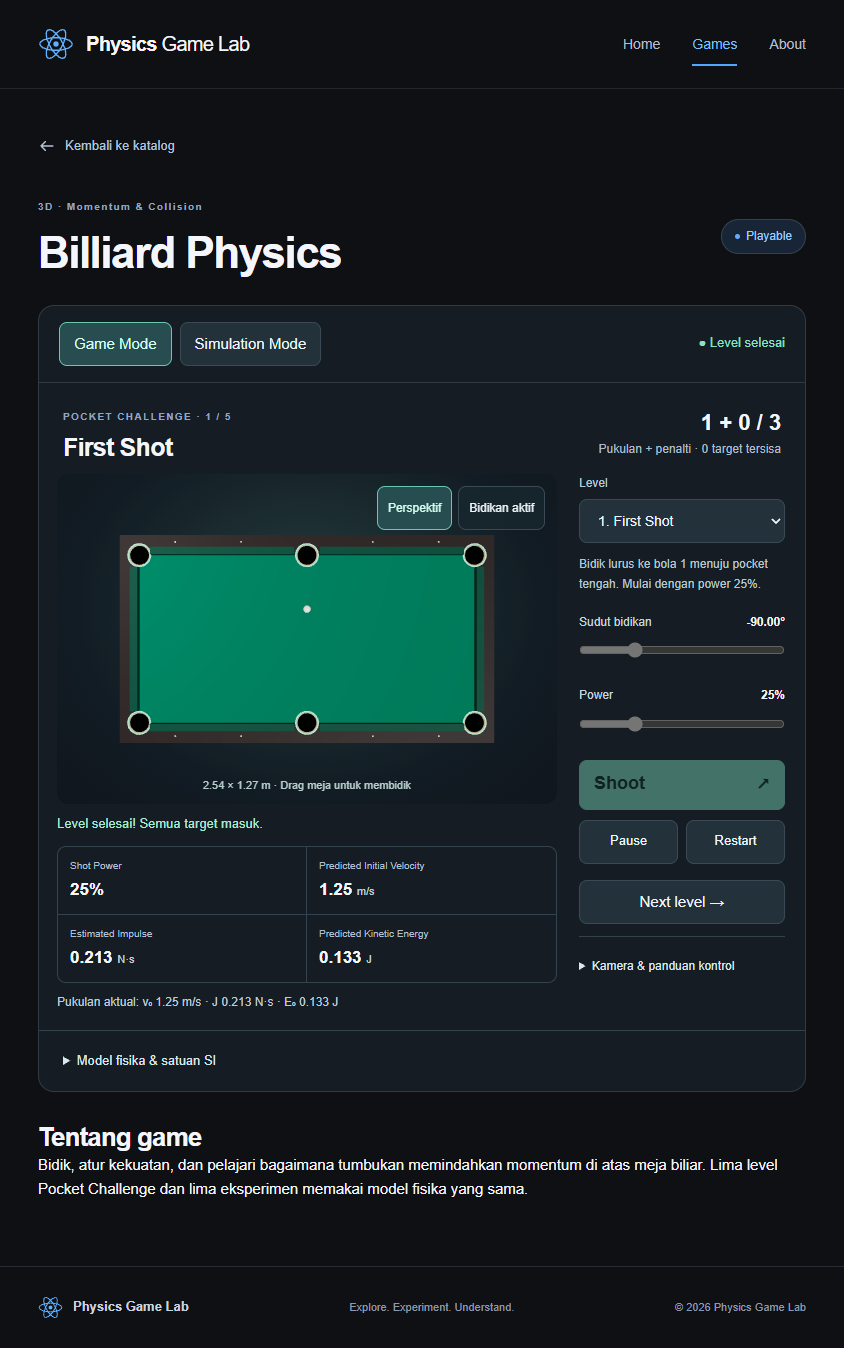 Physics Game Lab
Home
Games
About
← Kembali ke katalog
3D · Momentum & Collision
Billiard Physics
• Playable
Game Mode
Simulation Mode
● Level selesai
POCKET CHALLENGE · 1 / 5
First Shot
1 + 0 / 3
Pukulan + penalti · 0 target tersisa
Perspektif
Bidikan aktif
2.54 × 1.27 m · Drag meja untuk membidik
Level selesai! Semua target masuk.
Shot Power
25%
Predicted Initial Velocity
1.25 m/s
Estimated Impulse
0.213 N·s
Predicted Kinetic Energy
0.133 J
Pukulan aktual: v₀ 1.25 m/s · J 0.213 N·s · E₀ 0.133 J
Level
1. First Shot
Bidik lurus ke bola 1 menuju pocket
tengah. Mulai dengan power 25%.
Sudut bidikan
-90.00°
Power
25%
Shoot ↗
Pause
Restart
Next level →
▶ Kamera & panduan kontrol
▶ Model fisika & satuan SI
Tentang game
Bidik, atur kekuatan, dan pelajari bagaimana tumbukan memindahkan momentum di atas meja biliar. Lima level
Pocket Challenge dan lima eksperimen memakai model fisika yang sama.
Physics Game Lab
Explore. Experiment. Understand.
© 2026 Physics Game Lab